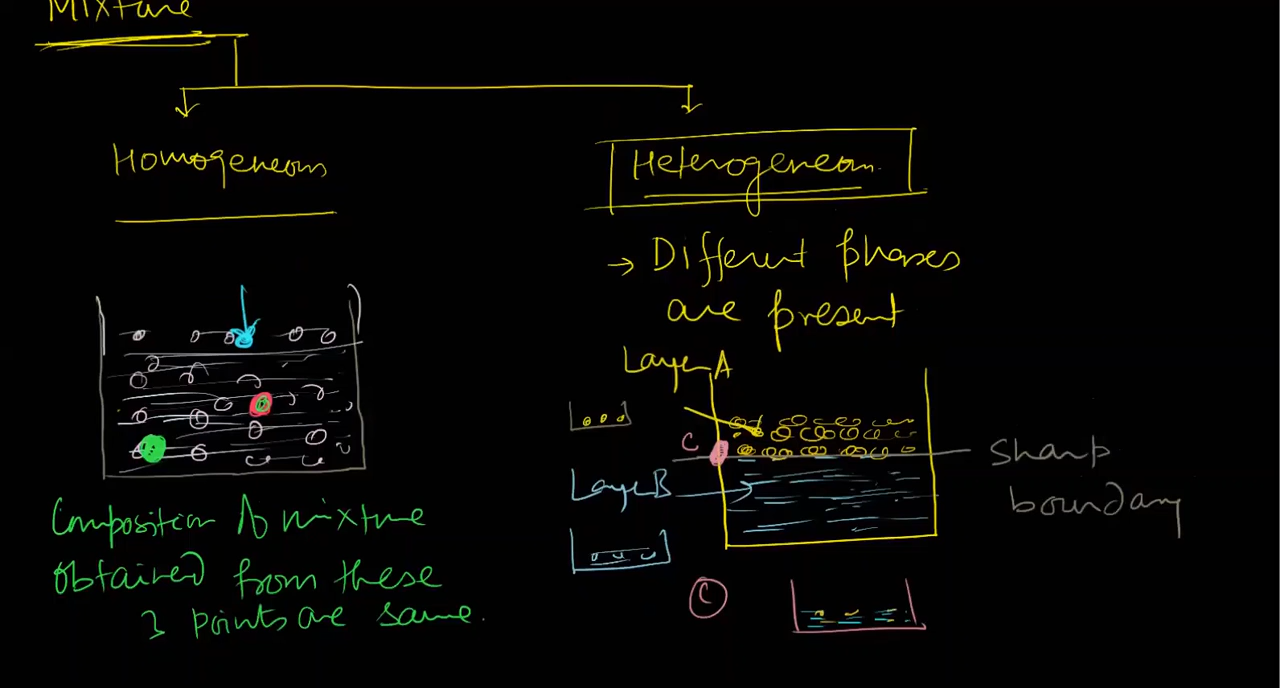 Mixture
Homogeneous
Heterogeneous
→ Different phases
are present
Layer A
C
Layer B
Sharp
boundary
Composition of mixture
obtained from these
3 points are same.
C